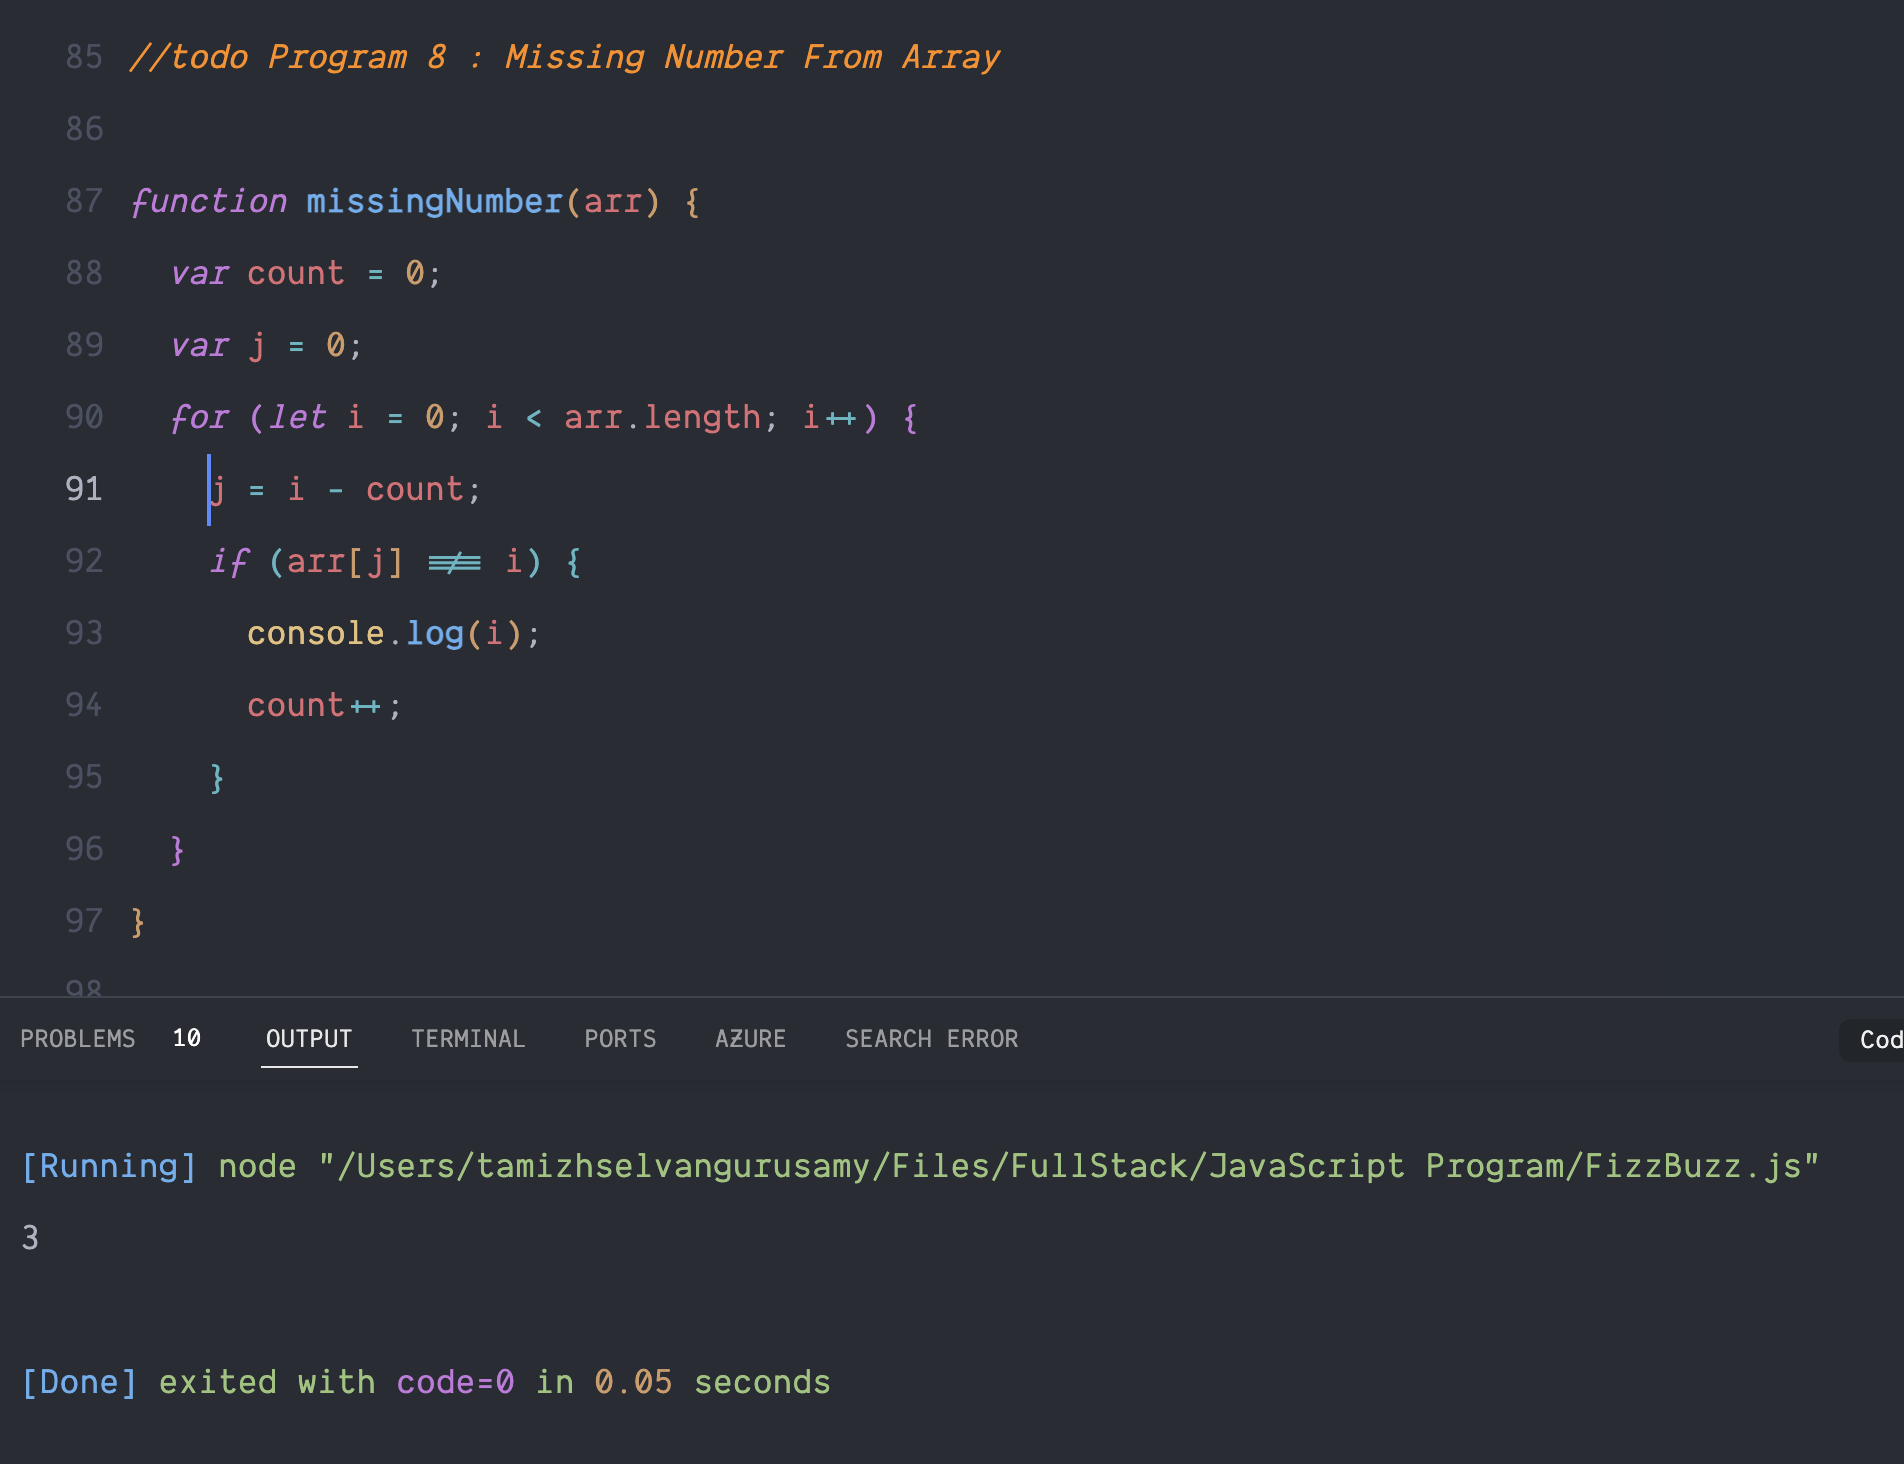 85 //todo Program 8 : Missing Number From Array
86
87 function missingNumber(arr) {
88   var count = 0;
89   var j = 0;
90   for (let i = 0; i < arr.length; i++) {
91     j = i - count;
92     if (arr[j] !== i) {
93       console.log(i);
94       count++;
95     }
96   }
97 }
98
PROBLEMS 10 OUTPUT TERMINAL PORTS AZURE SEARCH ERROR Cod
[Running] node "/Users/tamizhselvangurusamy/Files/FullStack/JavaScript Program/FizzBuzz.js"
3
[Done] exited with code=0 in 0.05 seconds